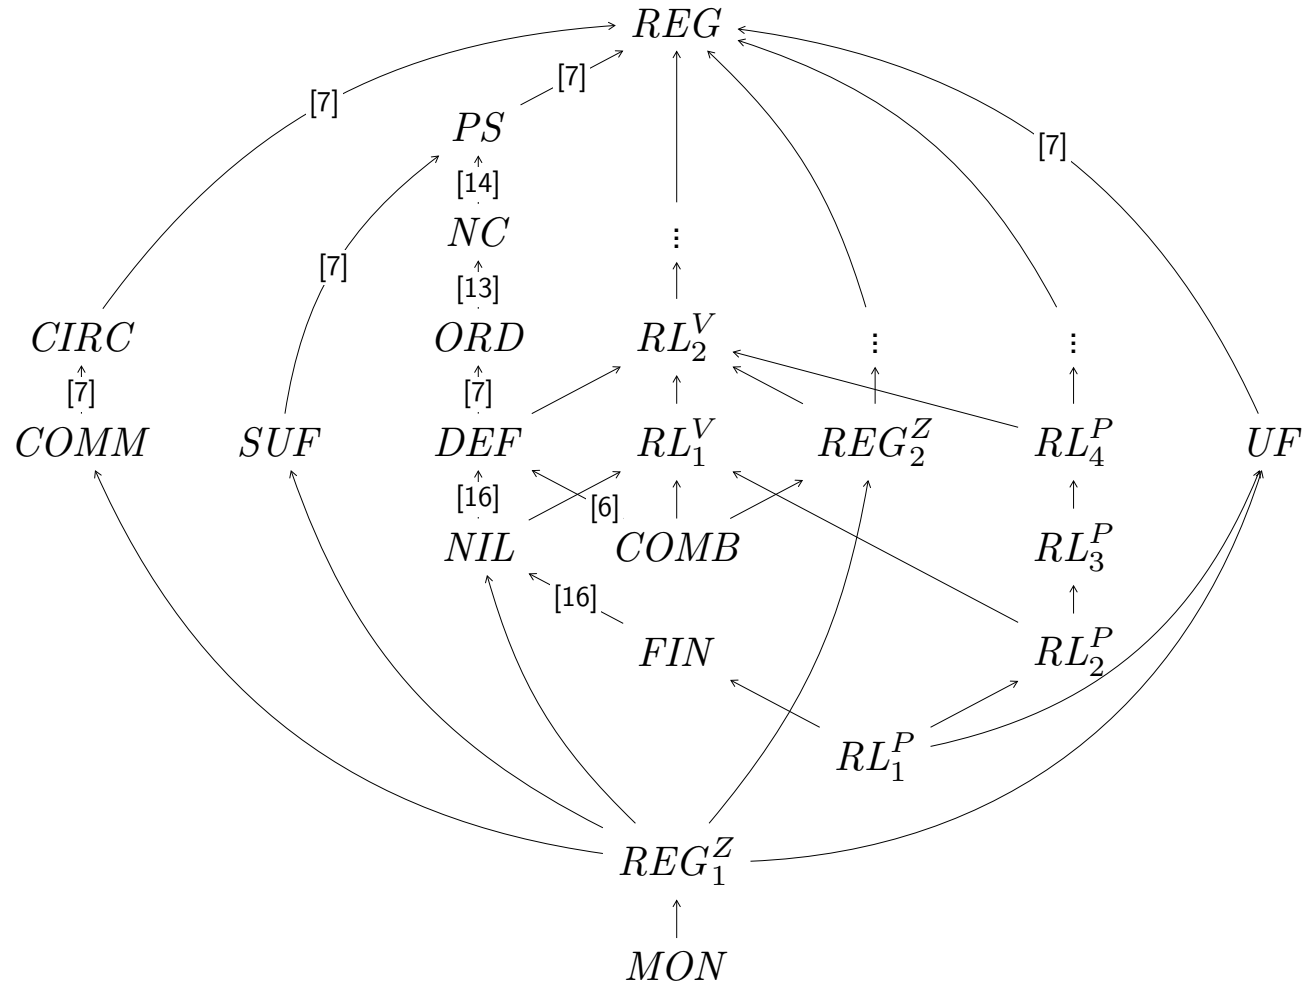 REG
[7]
[7]
PS
[7]
[14]
NC
⋮
[7]
[13]
CIRC
ORD
RL_2^V
⋮
⋮
[7]
[7]
COMM
SUF
DEF
RL_1^V
REG_2^Z
RL_4^P
UF
[16]
[6]
NIL
COMB
RL_3^P
[16]
FIN
RL_2^P
RL_1^P
REG_1^Z
MON